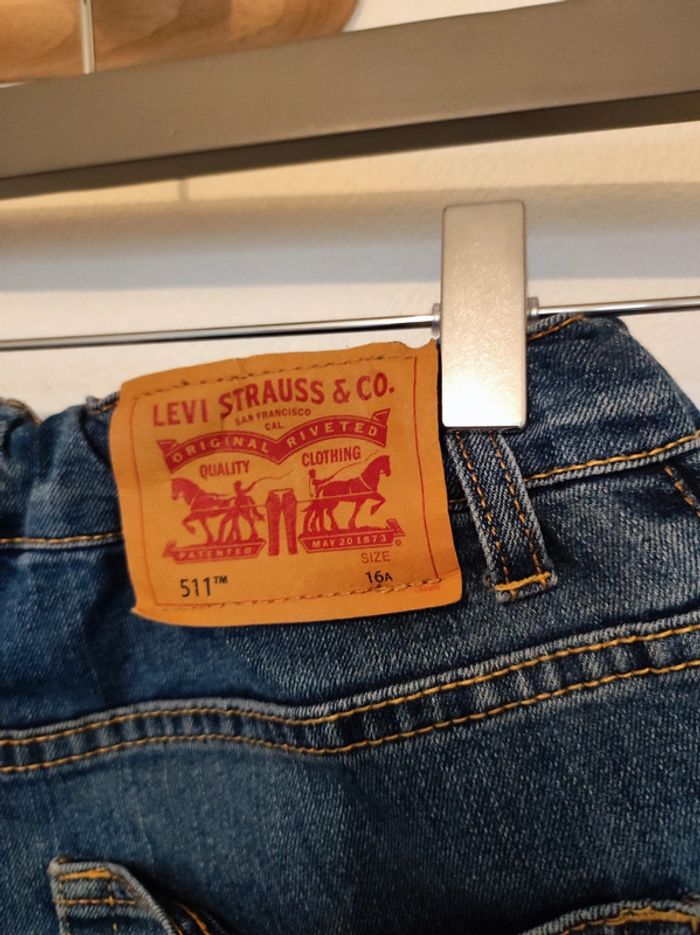 LEVI STRAUSS & CO.
SAN FRANCISCO
CAL.
ORIGINAL RIVETED
QUALITY CLOTHING
PATENTED MAY 20 1873 ®
SIZE
511™ 16A